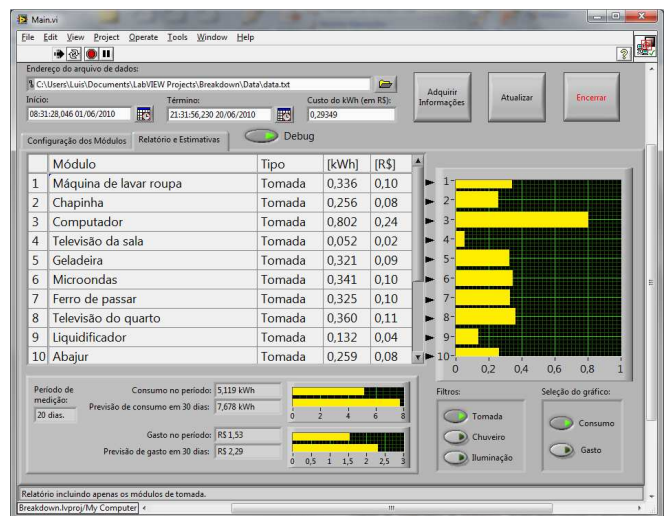 Main.vi
File Edit View Project Operate Tools Window Help
Endereço do arquivo de dados:
C:\Users\Luis\Documents\LabVIEW Projects\Breakdown\Data\data.txt
Início: Término: Custo do kWh (em R$):
08:31:28,046 01/06/2010 21:31:56,230 20/06/2010 0,29349
Adquirir Informações Atualizar Encerrar
Configuração dos Módulos Relatório e Estimativas Debug
Módulo Tipo [kWh] [R$]
1 Máquina de lavar roupa Tomada 0,336 0,10
2 Chapinha Tomada 0,256 0,08
3 Computador Tomada 0,802 0,24
4 Televisão da sala Tomada 0,052 0,02
5 Geladeira Tomada 0,321 0,09
6 Microondas Tomada 0,341 0,10
7 Ferro de passar Tomada 0,325 0,10
8 Televisão do quarto Tomada 0,360 0,11
9 Liquidificador Tomada 0,132 0,04
10 Abajur Tomada 0,259 0,08
1
2
3
4
5
6
7
8
9
10
0 0,2 0,4 0,6 0,8 1
Período de medição:
20 dias.
Consumo no período: 5,119 kWh
Previsão de consumo em 30 dias: 7,678 kWh
0 2 4 6 8
Gasto no período: R$ 1,53
Previsão de gasto em 30 dias: R$ 2,29
0 0,5 1 1,5 2 2,5 3
Filtros:
Tomada
Chuveiro
Iluminação
Seleção do gráfico:
Consumo
Gasto
Relatório incluindo apenas os módulos de tomada.
Breakdown.lvproj/My Computer